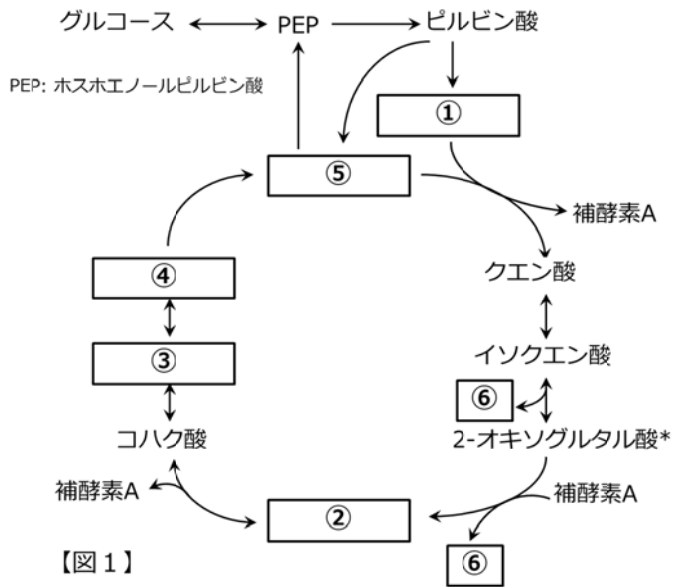 グルコース
PEP
ピルビン酸
PEP: ホスホエノールピルビン酸
①
⑤
補酵素A
④
クエン酸
③
イソクエン酸
⑥
コハク酸
2-オキソグルタル酸*
補酵素A
②
補酵素A
⑥
【図１】